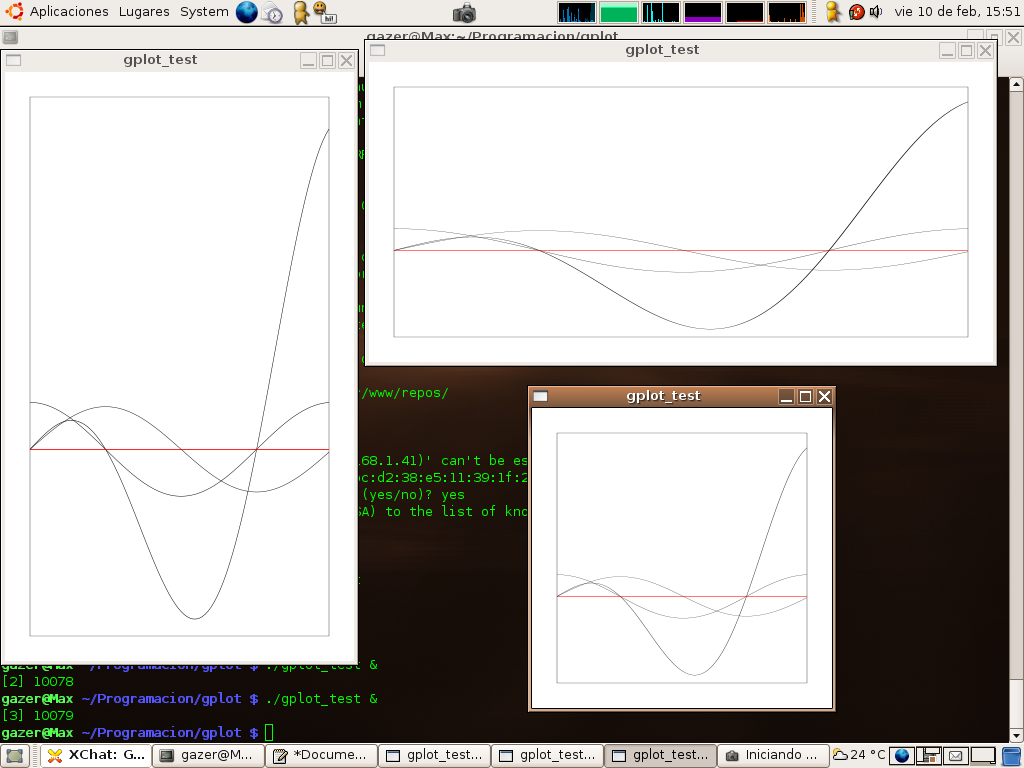 Aplicaciones Lugares System vie 10 de feb, 15:51
gazer@Max:~/Programacion/gplot
gplot_test
gplot_test
gplot_test
/www/repos/
.68.1.41)' can't be es
c:d2:38:e5:11:39:1f:2
(yes/no)? yes
SA) to the list of kno
gazer@Max ~/Programacion/gplot $ ./gplot_test &
[2] 10078
gazer@Max ~/Programacion/gplot $ ./gplot_test &
[3] 10079
gazer@Max ~/Programacion/gplot $
XChat: G... gazer@M... *Docume... gplot_test... gplot_test... gplot_test... Iniciando ... 24 °C